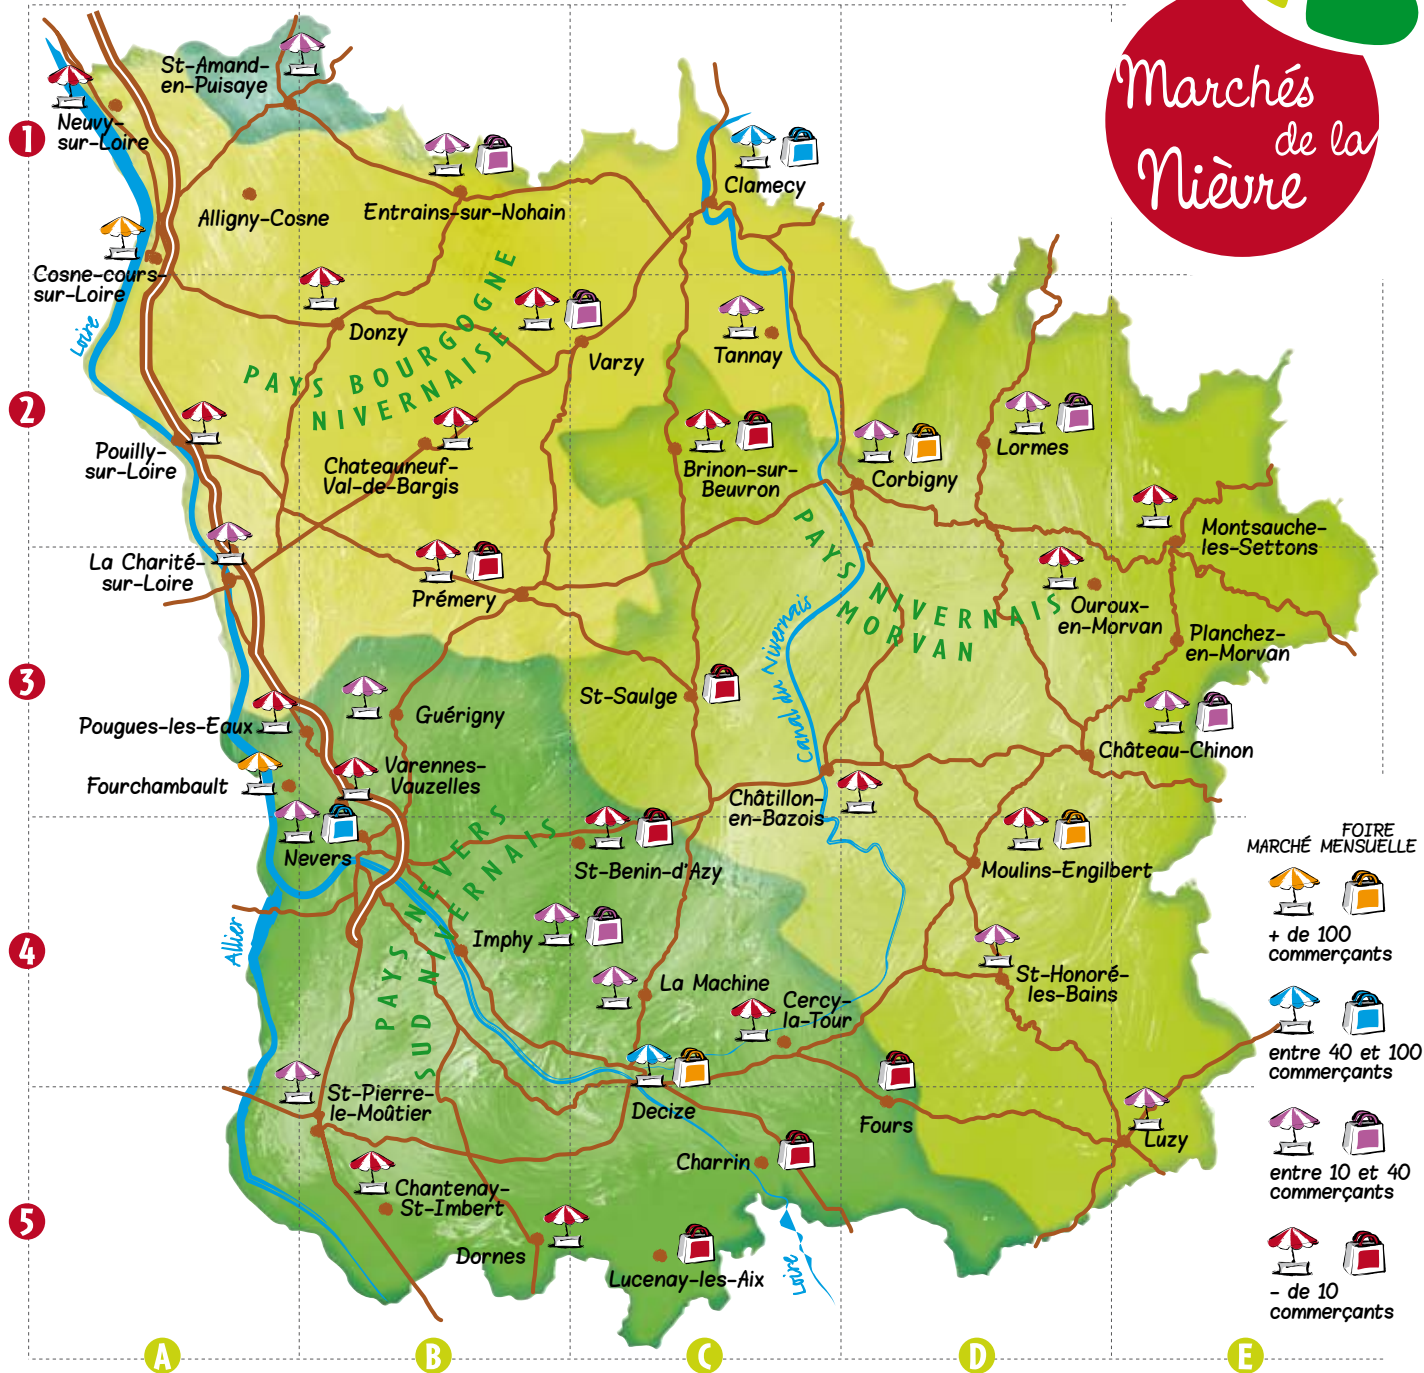 Marchés
de la
Nièvre
1
2
3
4
5
A
B
C
D
E
St-Amand-
en-Puisaye
Neuvy-
sur-Loire
Alligny-Cosne
Entrains-sur-Nohain
Clamecy
Cosne-cours-
sur-Loire
Loire
Donzy
PAYS BOURGOGNE
NIVERNAISE
Varzy
Tannay
Pouilly-
sur-Loire
Chateauneuf-
Val-de-Bargis
Brinon-sur-
Beuvron
Corbigny
Lormes
Montsauche-
les-Settons
La Charité-
sur-Loire
Prémery
PAYS NIVERNAIS
MORVAN
Ouroux-
en-Morvan
Planchez-
en-Morvan
Canal du Nivernais
St-Saulge
Guérigny
Pougues-les-Eaux
Château-Chinon
Fourchambault
Varennes-
Vauzelles
Châtillon-
en-Bazois
Nevers
St-Benin-d'Azy
Moulins-Engilbert
PAYS NEVERS
SUD NIVERNAIS
Allier
Imphy
La Machine
Cercy-
la-Tour
St-Honoré-
les-Bains
St-Pierre-
le-Moûtier
Decize
Fours
Luzy
Charrin
Chantenay-
St-Imbert
Dornes
Lucenay-les-Aix
Loire
FOIRE
MARCHÉ MENSUELLE
+ de 100
commerçants
entre 40 et 100
commerçants
entre 10 et 40
commerçants
- de 10
commerçants